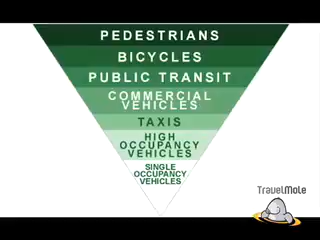 PEDESTRIANS
BICYCLES
PUBLIC TRANSIT
COMMERCIAL
VEHICLES
TAXIS
HIGH
OCCUPANCY
VEHICLES
SINGLE
OCCUPANCY
VEHICLES
TravelMole